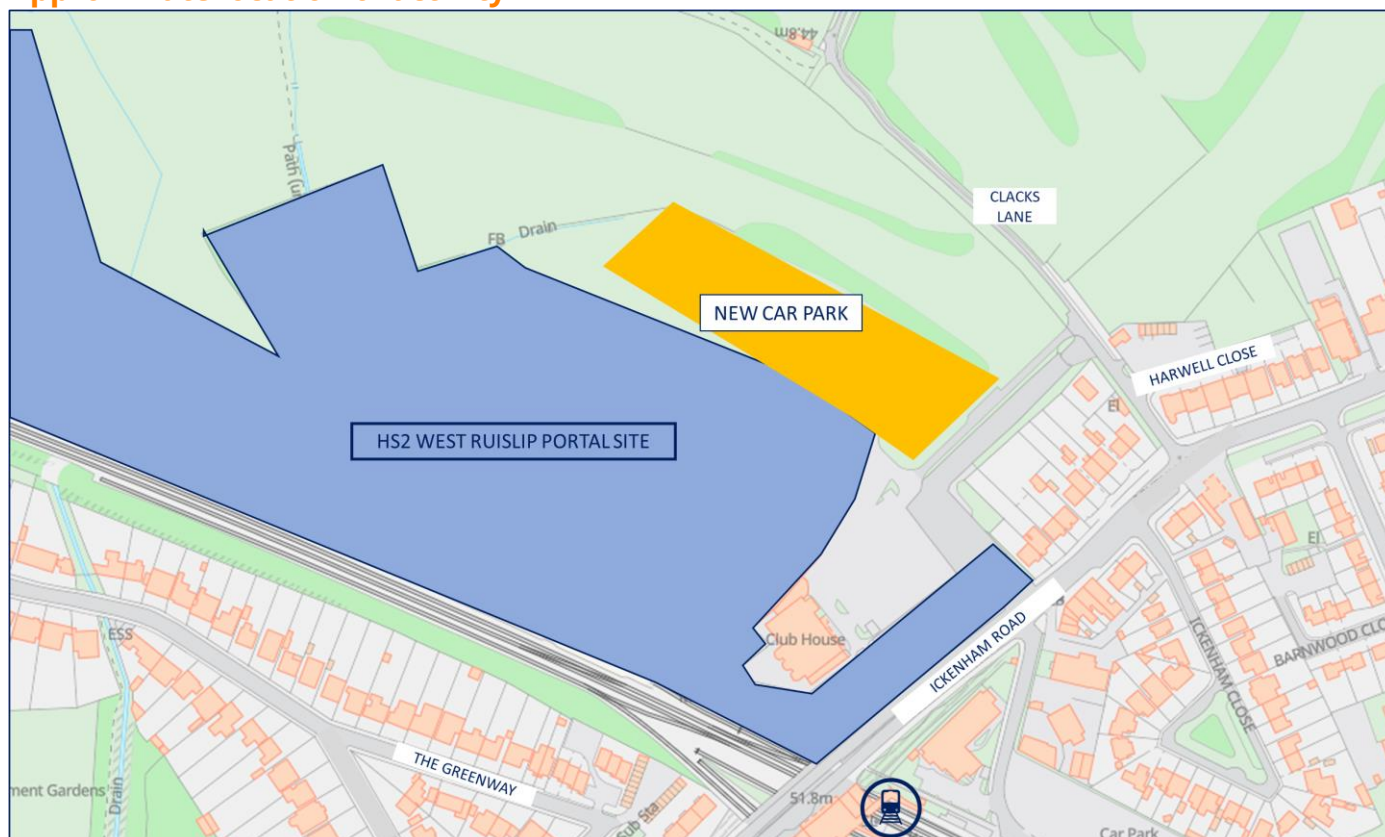 44.8m
Path (un
CLACKS
LANE
FB
Drain
NEW CAR PARK
HARWELL CLOSE
El
HS2 WEST RUISLIP PORTAL SITE
El
Club House
ICKENHAM ROAD
ESS
ICKENHAM CLOSE
BARNWOOD CLO
THE GREENWAY
ment Gardens
Drain
Sub Sta
51.8m
Car Park